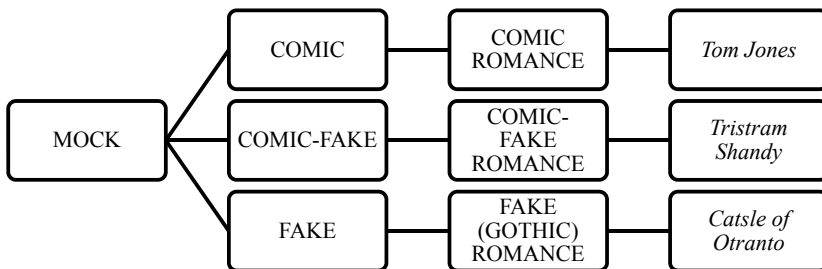 COMIC
COMIC
ROMANCE
Tom Jones
MOCK
COMIC-FAKE
COMIC-
FAKE
ROMANCE
Tristram
Shandy
FAKE
FAKE
(GOTHIC)
ROMANCE
Catsle of
Otranto